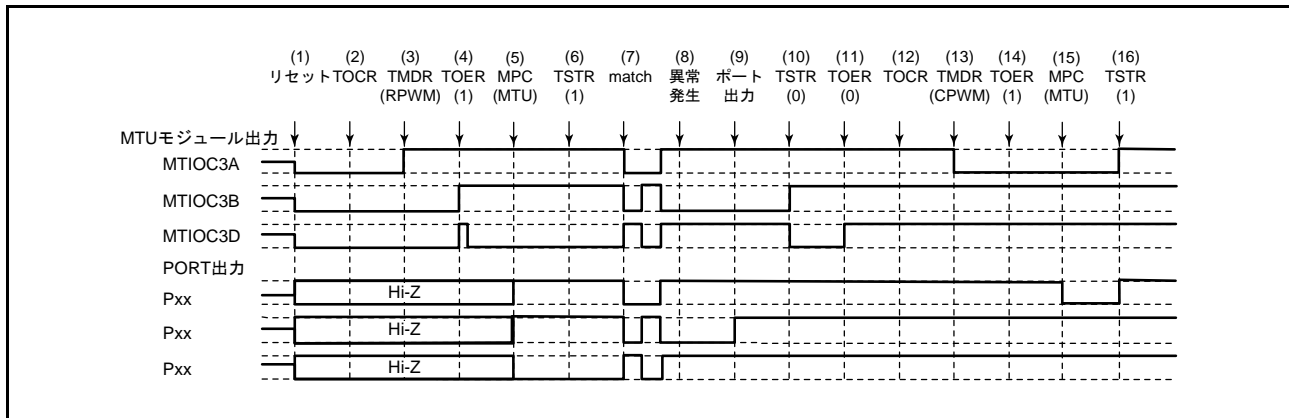 (1) (2) (3) (4) (5) (6) (7) (8) (9) (10) (11) (12) (13) (14) (15) (16)
リセット TOCR TMDR TOER MPC TSTR match 異常 ポート TSTR TOER TOCR TMDR TOER MPC TSTR
(RPWM) (1) (MTU) (1) 発生 出力 (0) (0) (CPWM) (1) (MTU) (1)
MTUモジュール出力
MTIOC3A
MTIOC3B
MTIOC3D
PORT出力
Pxx Hi-Z
Pxx Hi-Z
Pxx Hi-Z